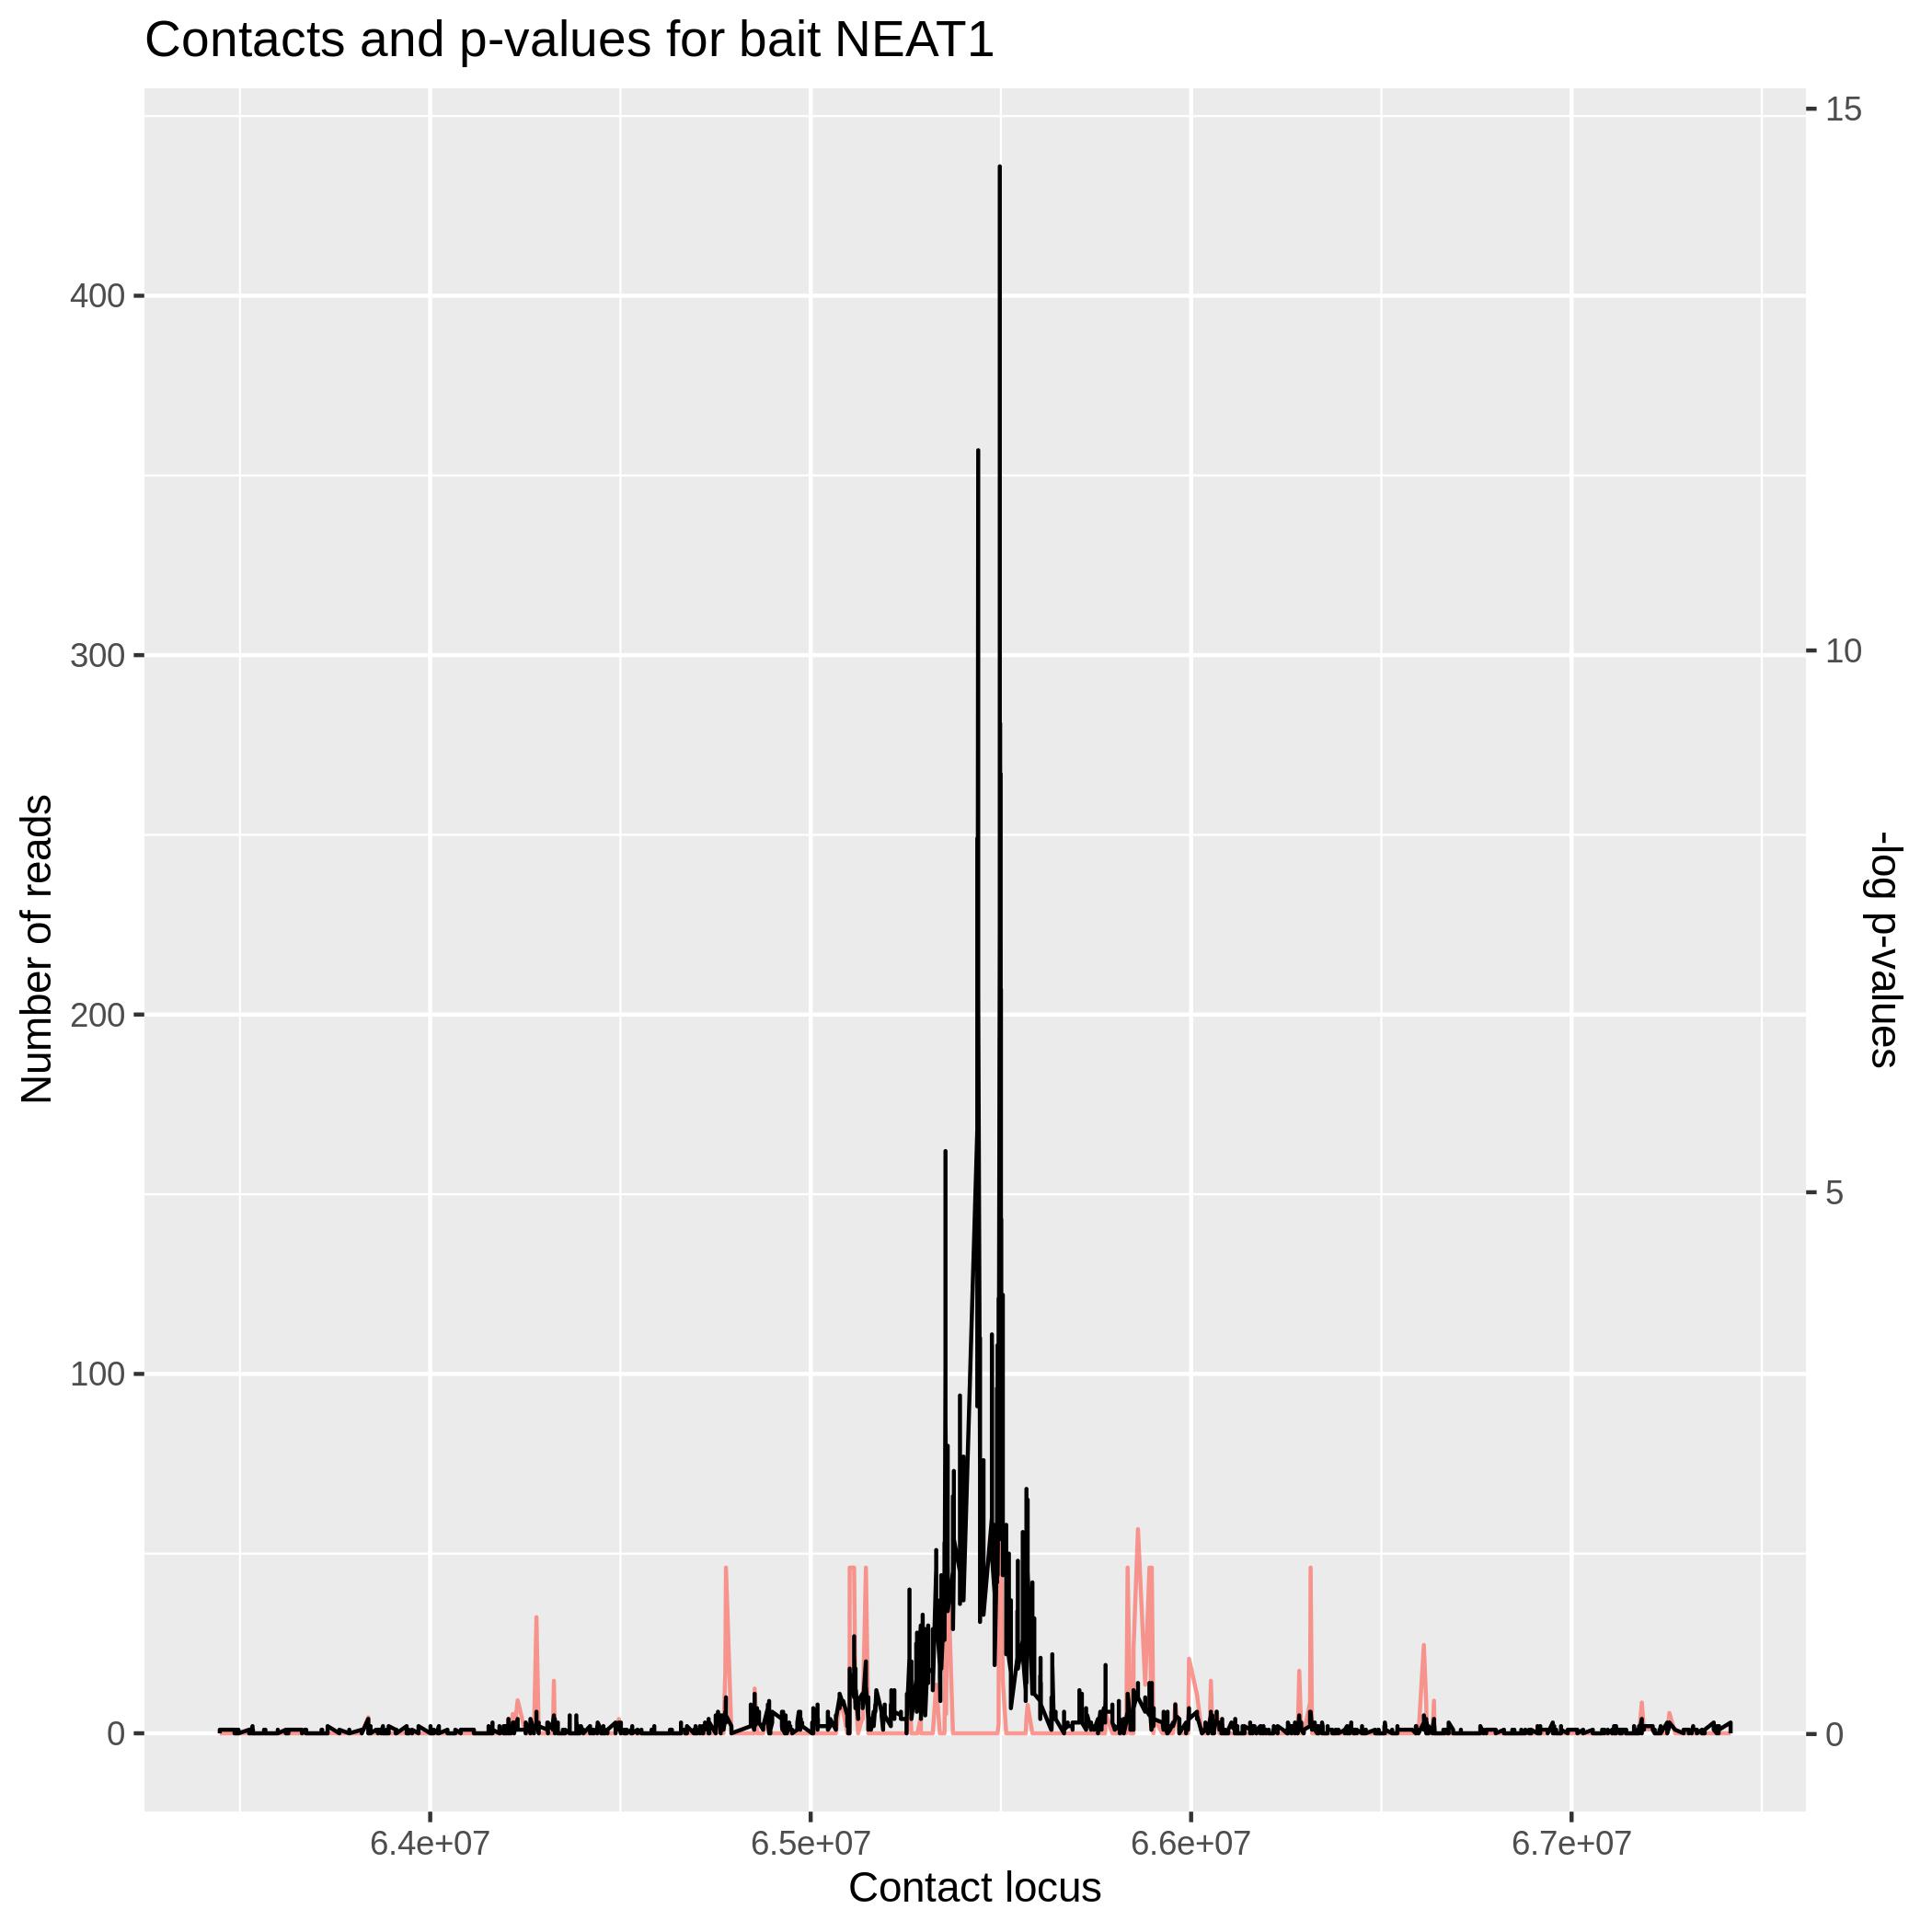 Contacts and p-values for bait NEAT1
Number of reads
400
300
200
100
0
15
10
5
0
-log p-values
6.4e+07
6.5e+07
6.6e+07
6.7e+07
Contact locus